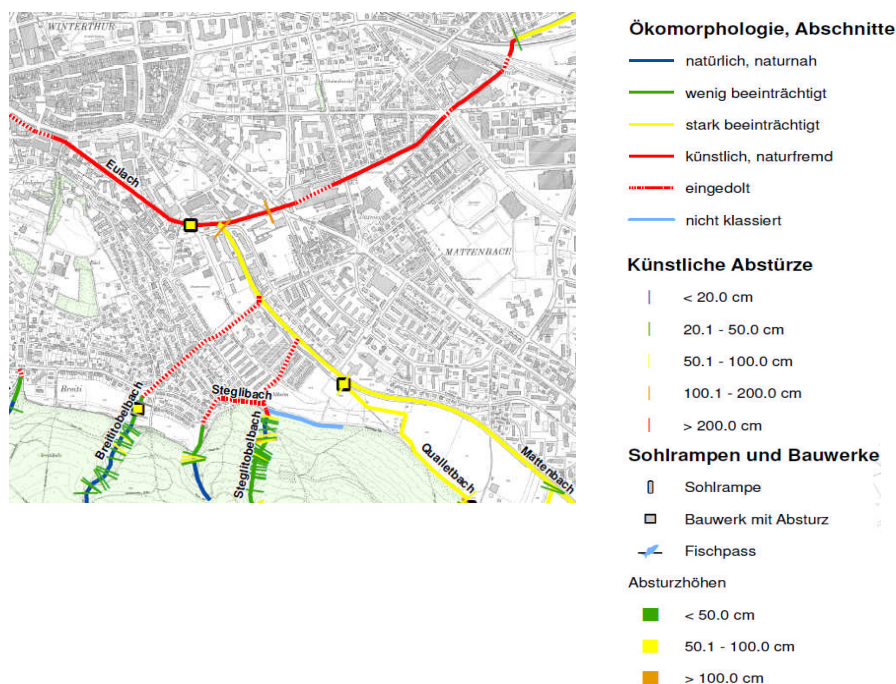 WINTERTHUR
Eulach
MATTENBACH
Breiti
Steglibach
Breititobelbach
Steglitobelbach
Qualletbach
Mattenbach
Ökomorphologie, Abschnitte
natürlich, naturnah
wenig beeinträchtigt
stark beeinträchtigt
künstlich, naturfremd
eingedolt
nicht klassiert
Künstliche Abstürze
< 20.0 cm
20.1 - 50.0 cm
50.1 - 100.0 cm
100.1 - 200.0 cm
> 200.0 cm
Sohlrampen und Bauwerke
Sohlrampe
Bauwerk mit Absturz
Fischpass
Absturzhöhen
< 50.0 cm
50.1 - 100.0 cm
> 100.0 cm